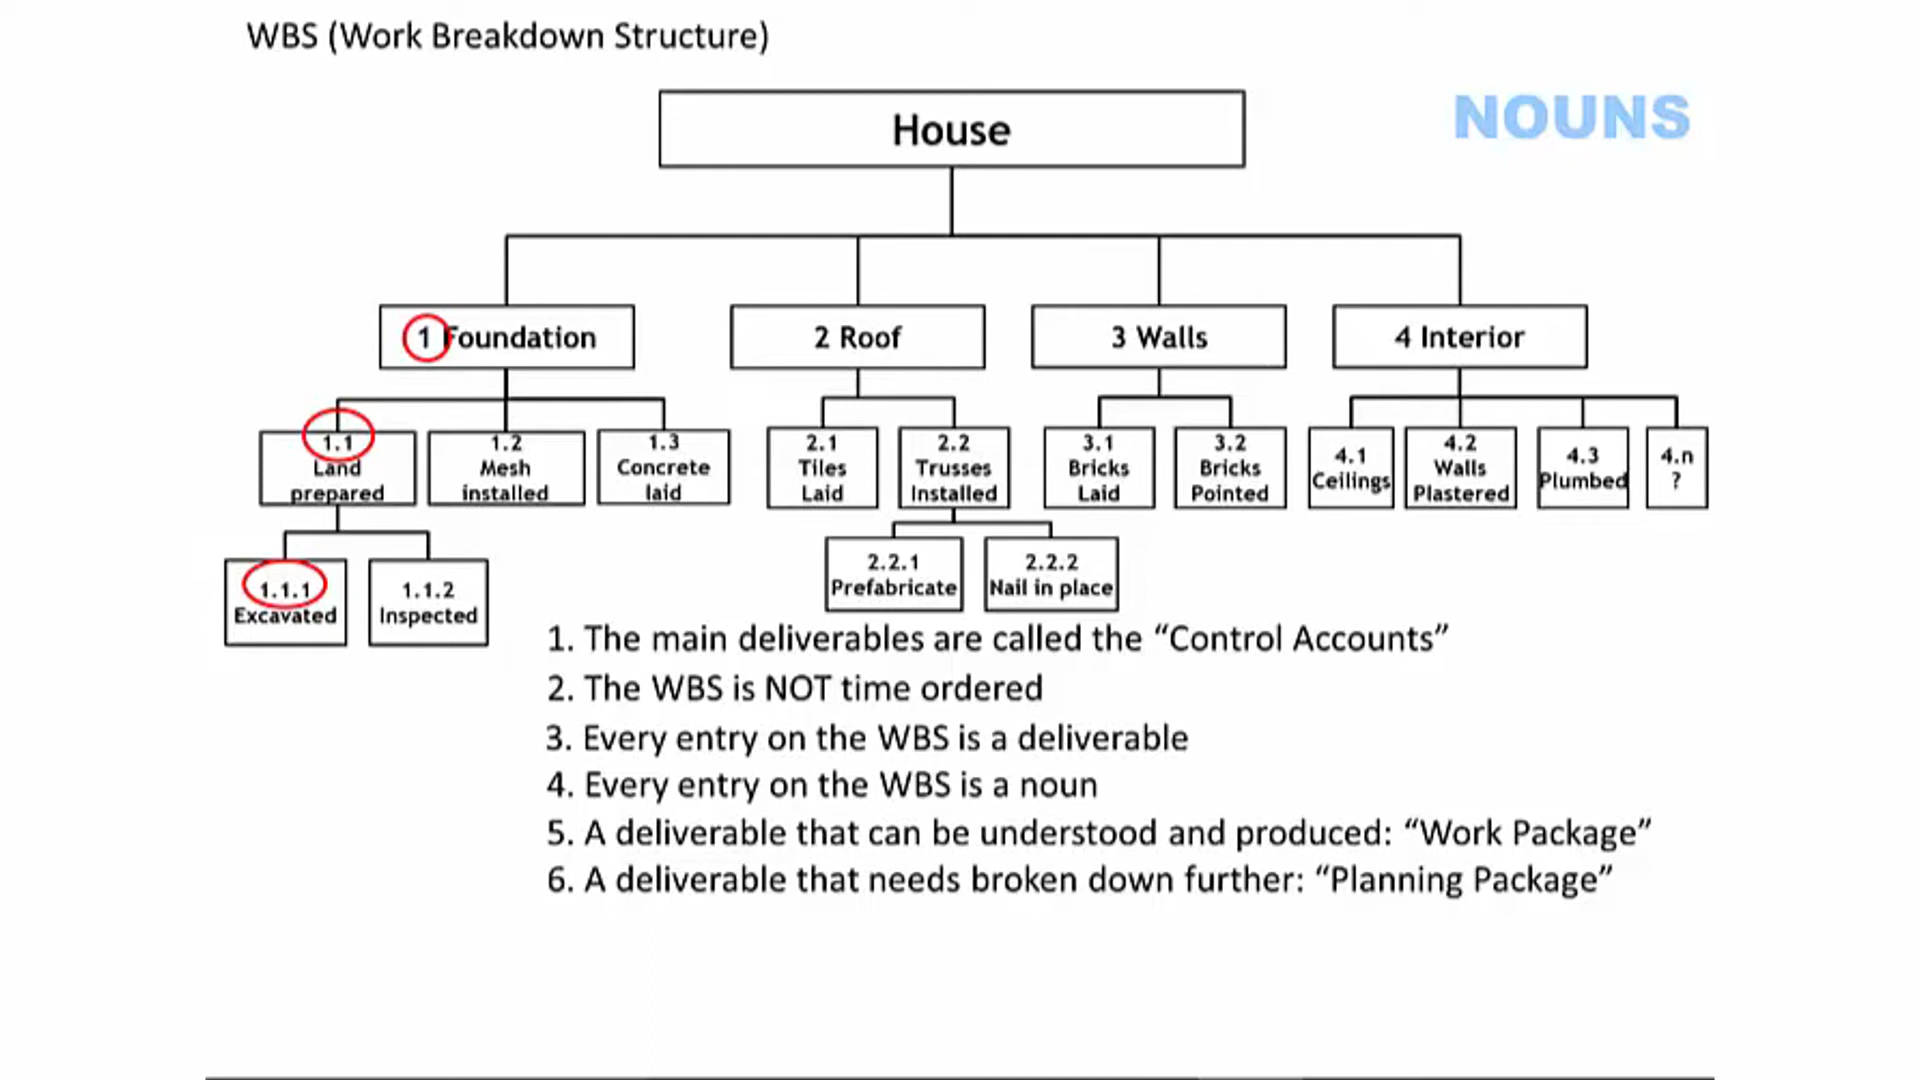 WBS (Work Breakdown Structure)
NOUNS
House
1 Foundation
2 Roof
3 Walls
4 Interior
1.1
Land
prepared
1.2
Mesh
installed
1.3
Concrete
laid
2.1
Tiles
Laid
2.2
Trusses
Installed
3.1
Bricks
Laid
3.2
Bricks
Pointed
4.1
Ceilings
4.2
Walls
Plastered
4.3
Plumbed
4.n
?
1.1.1
Excavated
1.1.2
Inspected
2.2.1
Prefabricate
2.2.2
Nail in place
1. The main deliverables are called the “Control Accounts”
2. The WBS is NOT time ordered
3. Every entry on the WBS is a deliverable
4. Every entry on the WBS is a noun
5. A deliverable that can be understood and produced: “Work Package”
6. A deliverable that needs broken down further: “Planning Package”